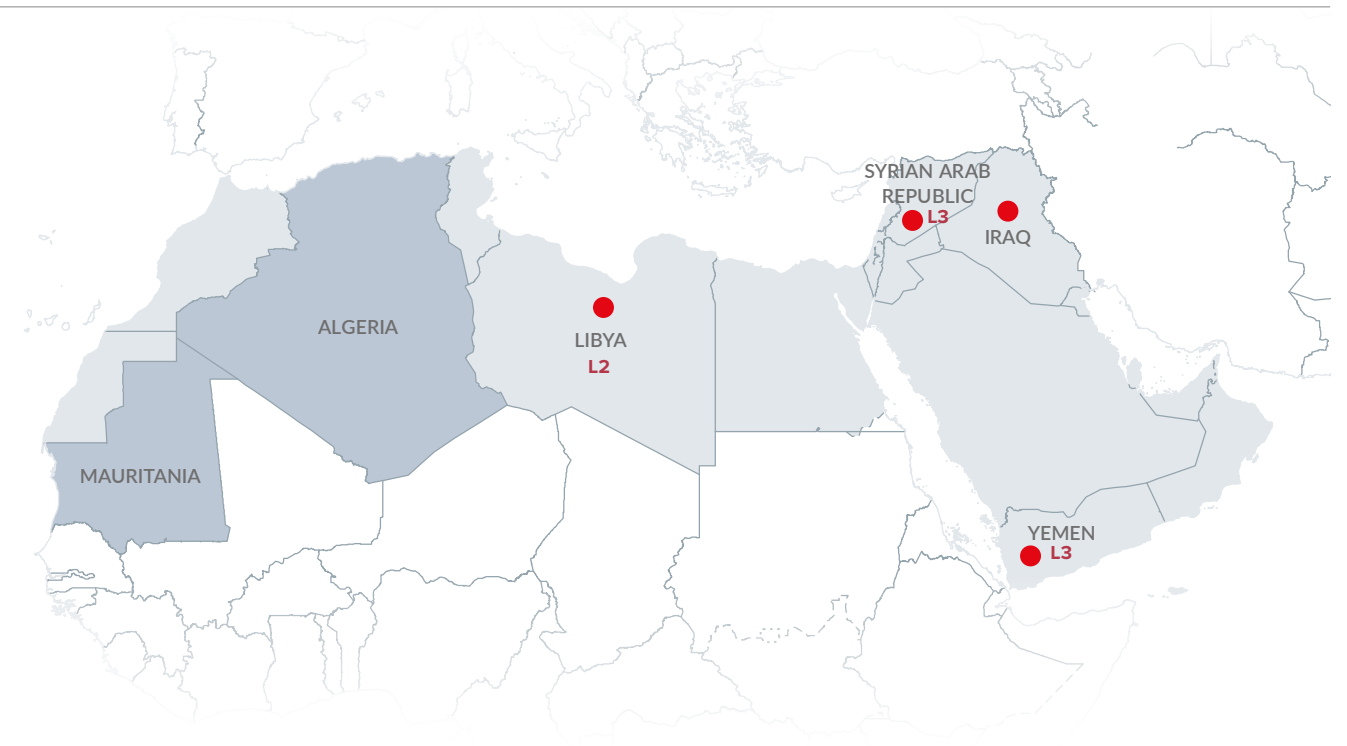 SYRIAN ARAB
REPUBLIC
L3
IRAQ
ALGERIA
LIBYA
L2
MAURITANIA
YEMEN
L3